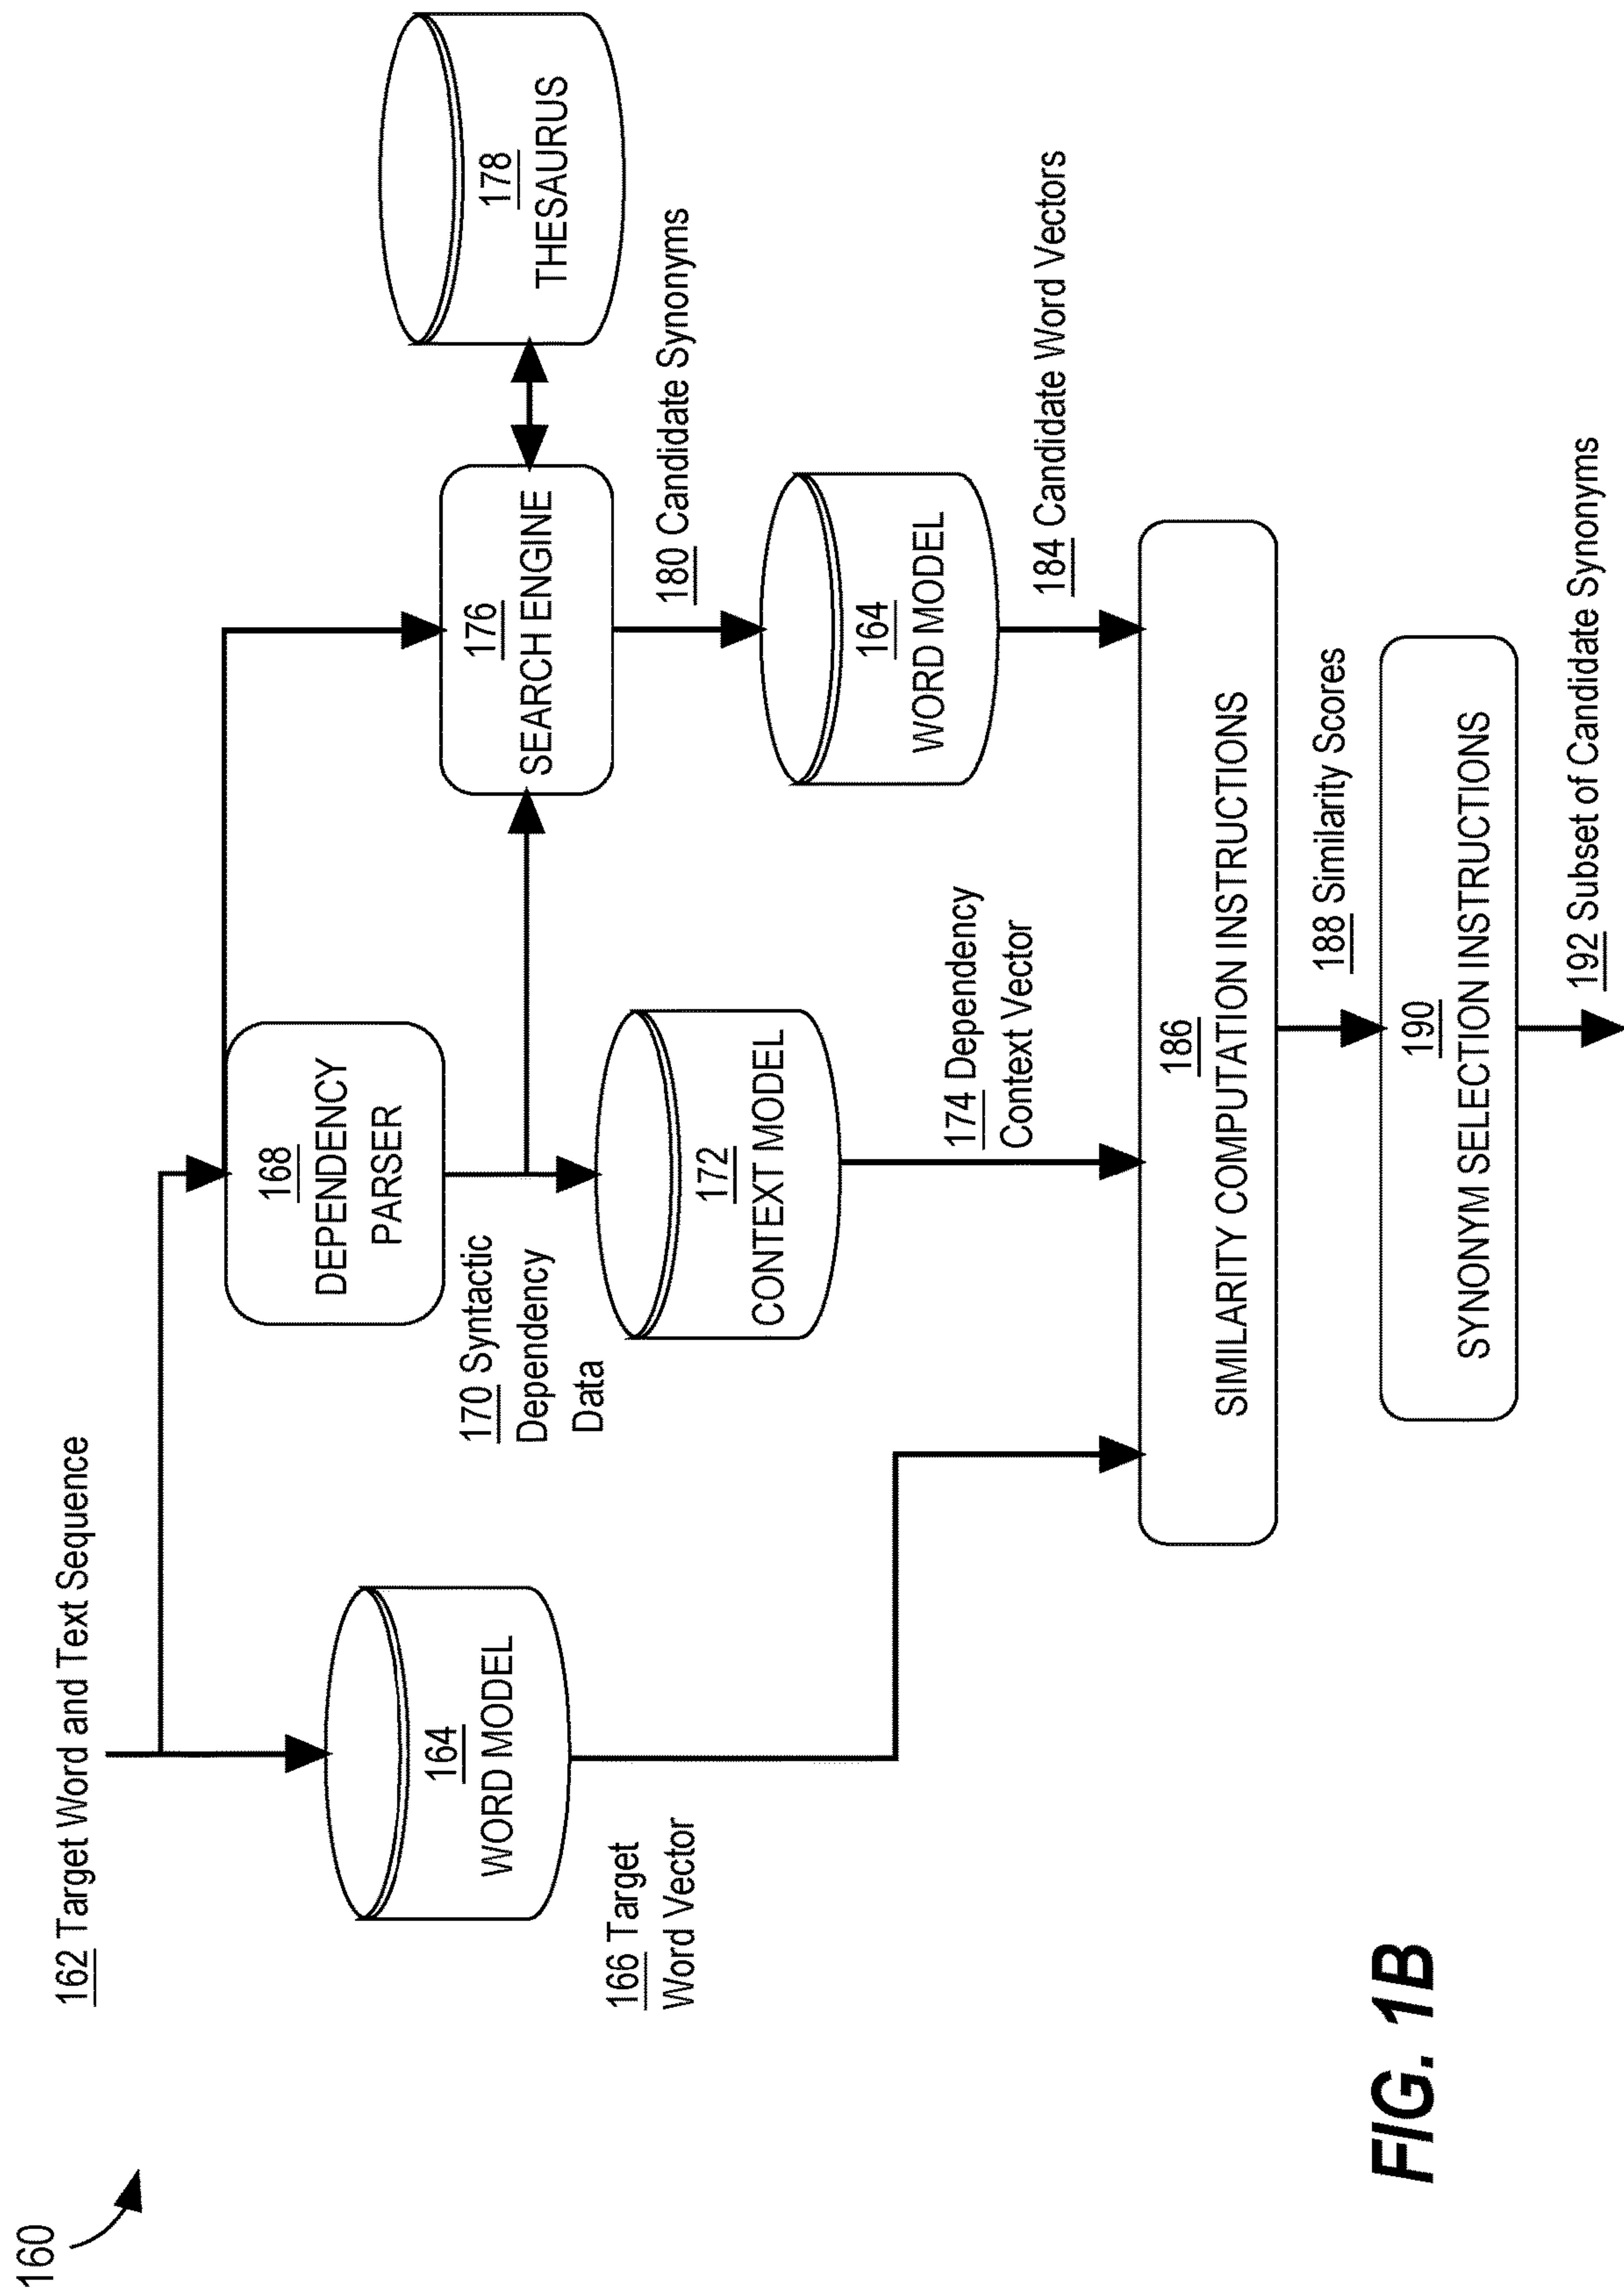 160
162 Target Word and Text Sequence
168
DEPENDENCY
PARSER
164
WORD MODEL
166 Target
Word Vector
170 Syntactic
Dependency
Data
176
SEARCH ENGINE
178
THESAURUS
172
CONTEXT MODEL
180 Candidate Synonyms
164
WORD MODEL
174 Dependency
Context Vector
184 Candidate Word Vectors
186
SIMILARITY COMPUTATION INSTRUCTIONS
188 Similarity Scores
190
SYNONYM SELECTION INSTRUCTIONS
192 Subset of Candidate Synonyms
FIG. 1B